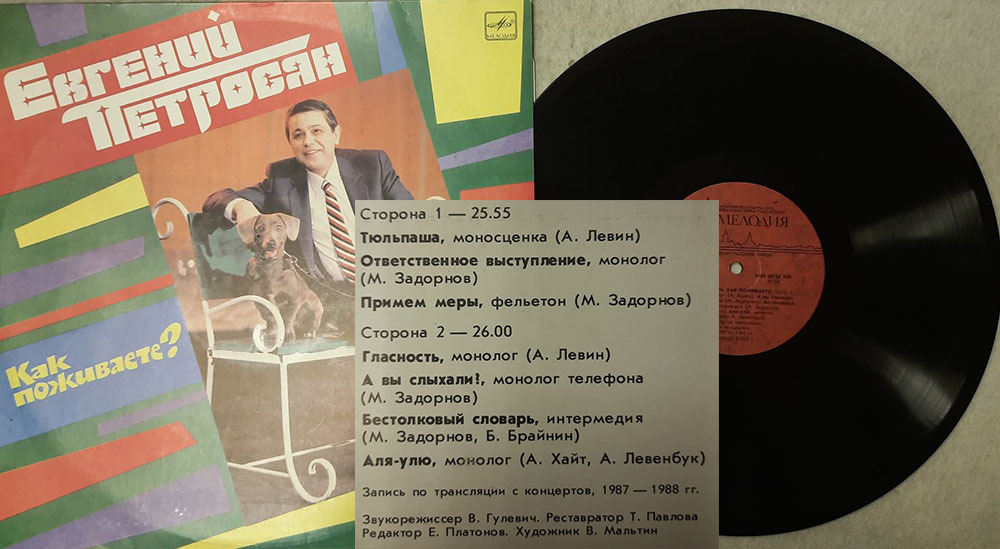 Евгений
Петросян
МЕЛОДИЯ
Как
поживаете?
Сторона 1 — 25.55
Тюльпаша, моносценка (А. Левин)
Ответственное выступление, монолог
(М. Задорнов)
Примем меры, фельетон (М. Задорнов)
Сторона 2 — 26.00
Гласность, монолог (А. Левин)
А вы слыхали?, монолог телефона
(М. Задорнов)
Бестолковый словарь, интермедия
(М. Задорнов, Б. Брайнин)
Аля-улю, монолог (А. Хайт, А. Левенбук)
Запись по трансляции с концертов, 1987 — 1988 гг.
Звукорежиссер В. Гулевич. Реставратор Т. Павлова
Редактор Е. Платонов. Художник В. Мальтин
МЕЛОДИЯ